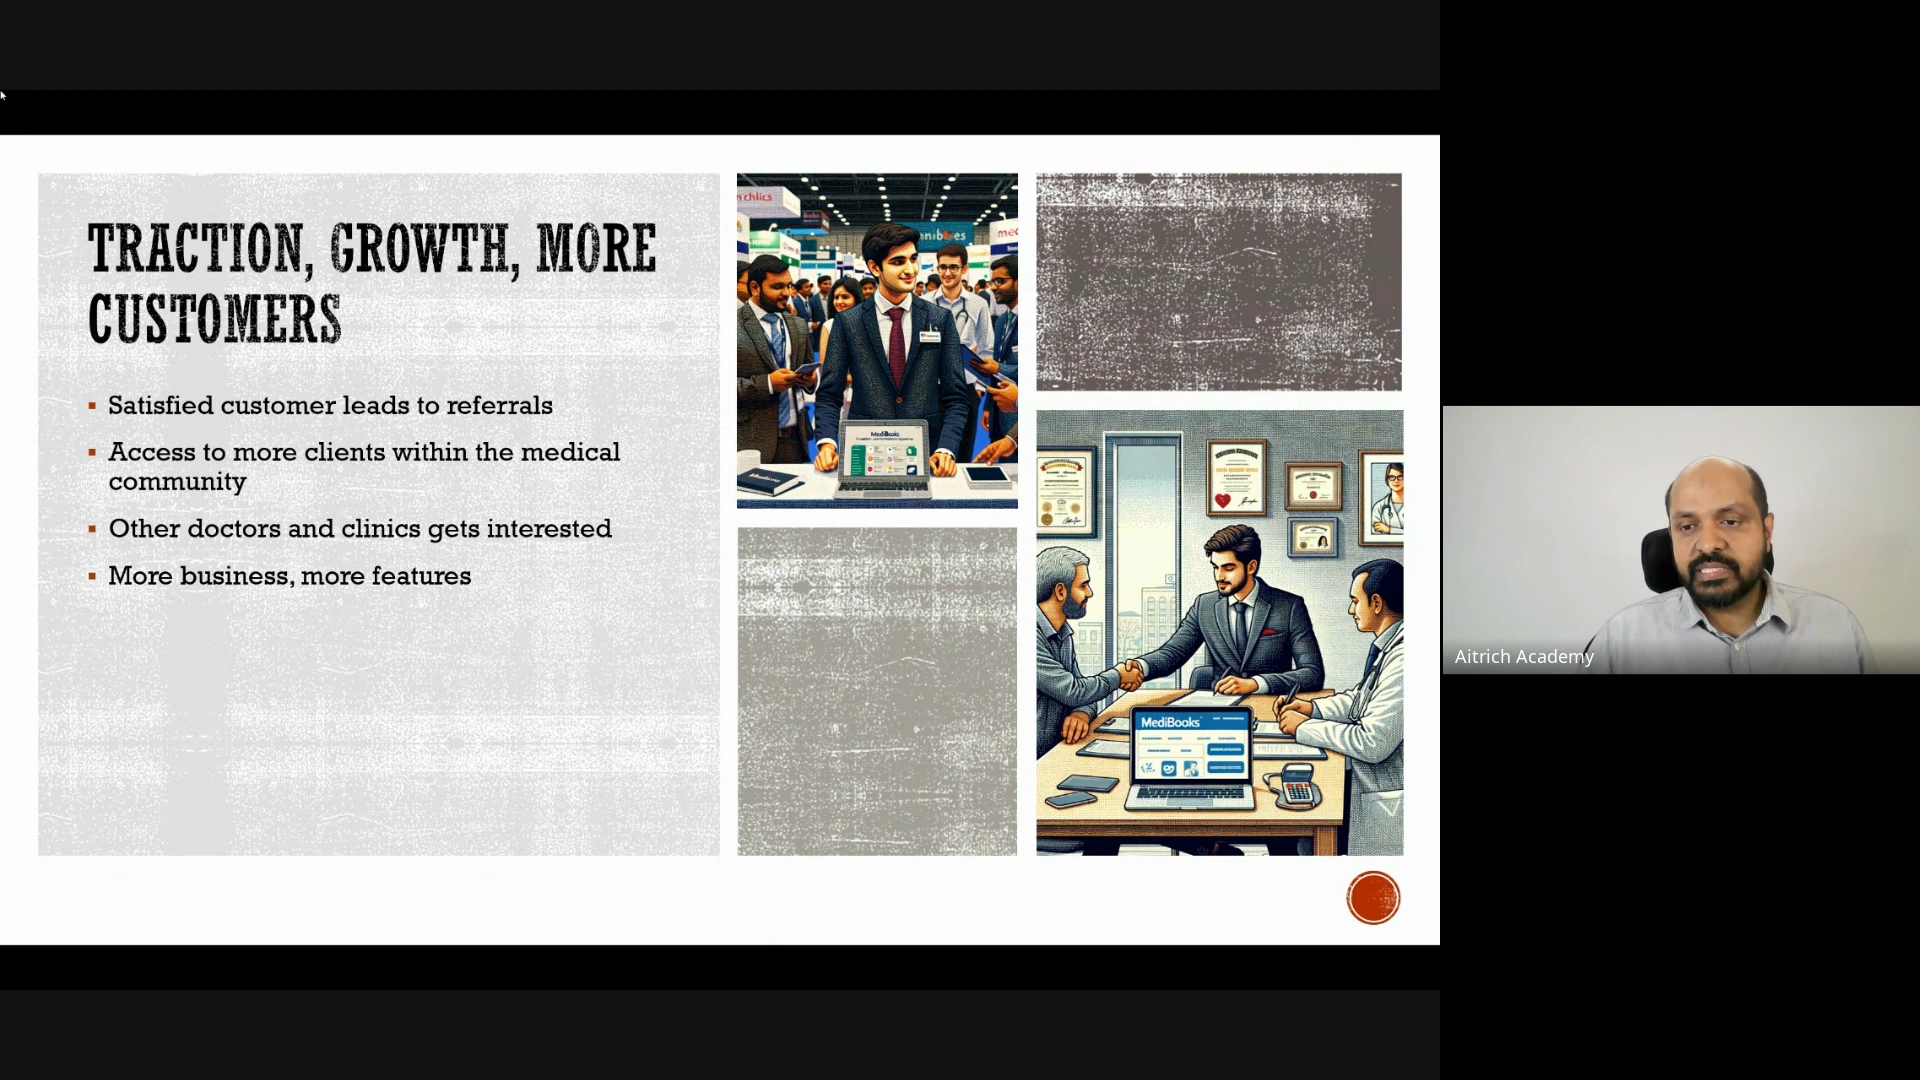 TRACTION, GROWTH, MORE
CUSTOMERS
Satisfied customer leads to referrals
Access to more clients within the medical
community
Other doctors and clinics gets interested
More business, more features
MediBooks
MediBooks
Aitrich Academy